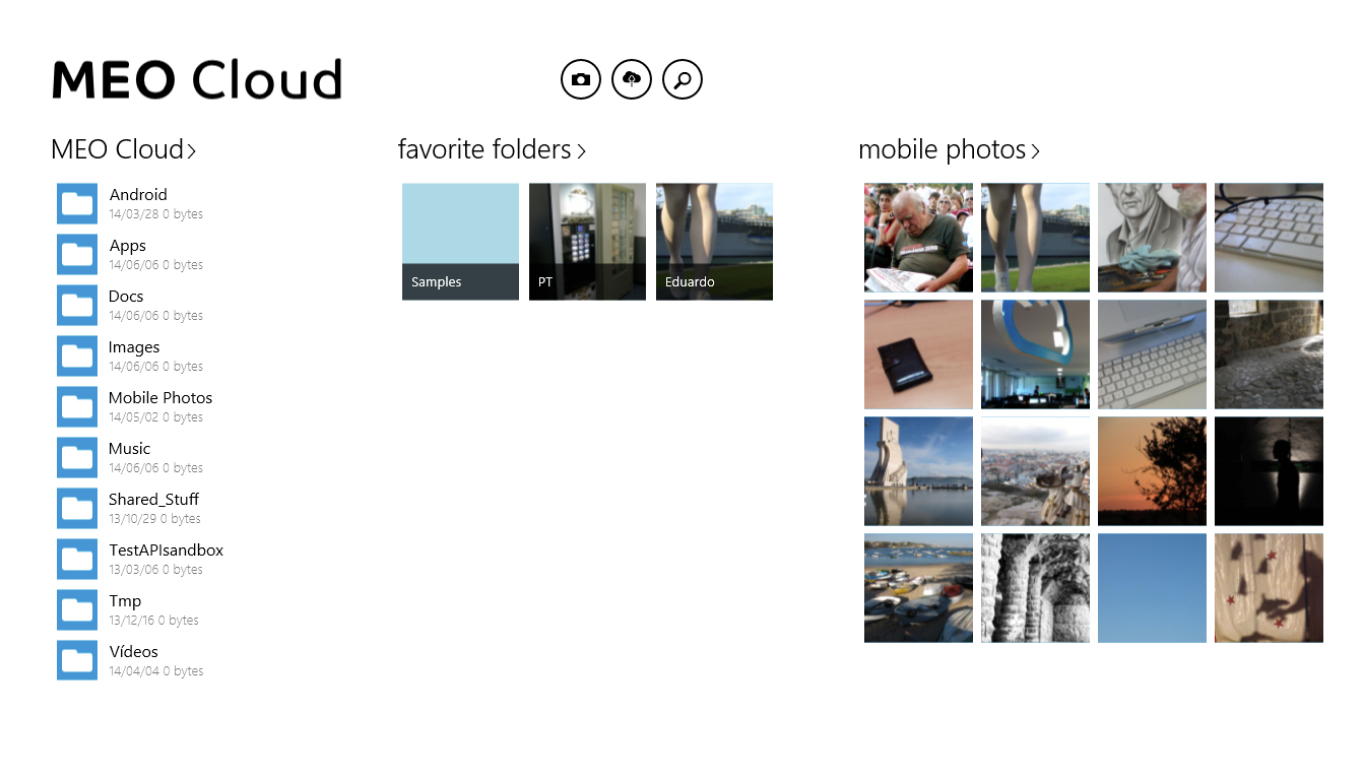 MEO Cloud
MEO Cloud
favorite folders
mobile photos
Android
14/03/28 0 bytes
Apps
14/06/06 0 bytes
Docs
14/06/06 0 bytes
Images
14/06/06 0 bytes
Mobile Photos
14/05/02 0 bytes
Music
14/06/06 0 bytes
Shared_Stuff
13/10/29 0 bytes
TestAPIsandbox
13/03/06 0 bytes
Tmp
13/12/16 0 bytes
Vídeos
14/04/04 0 bytes
Samples
PT
Eduardo